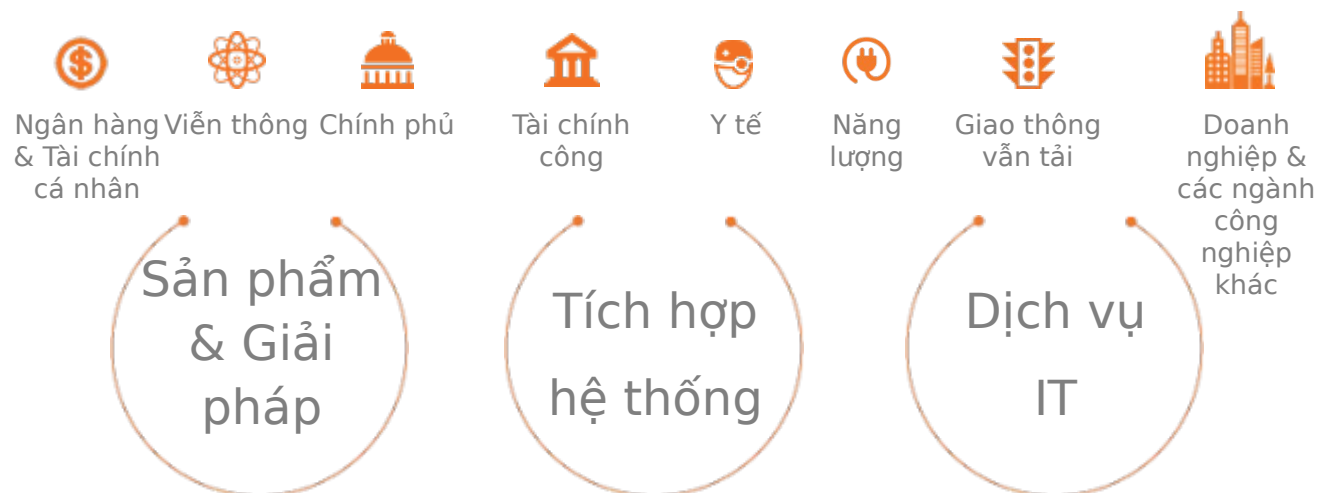 Ngân hàng
& Tài chính
cá nhân
Viễn thông
Chính phủ
Tài chính
công
Y tế
Năng
lượng
Giao thông
vẫn tải
Doanh
nghiệp &
các ngành
công
nghiệp
khác
Sản phẩm
& Giải
pháp
Tích hợp
hệ thống
Dịch vụ
IT